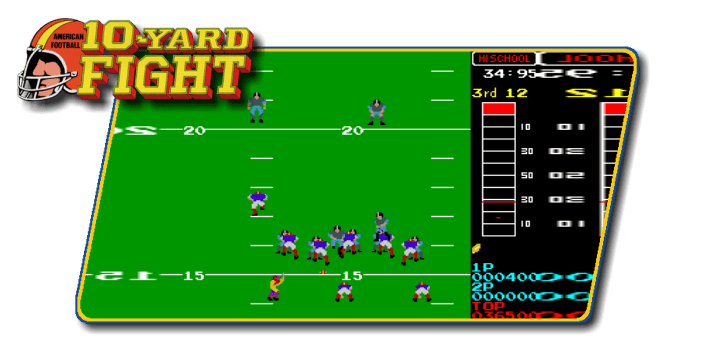 AMERICAN
FOOTBALL
10-YARD
FIGHT
HISCHOOL
34:95
3rd 12
20 20
10
30
50
30
10
15 15
1P
000400
2P
000000
TOP
036500